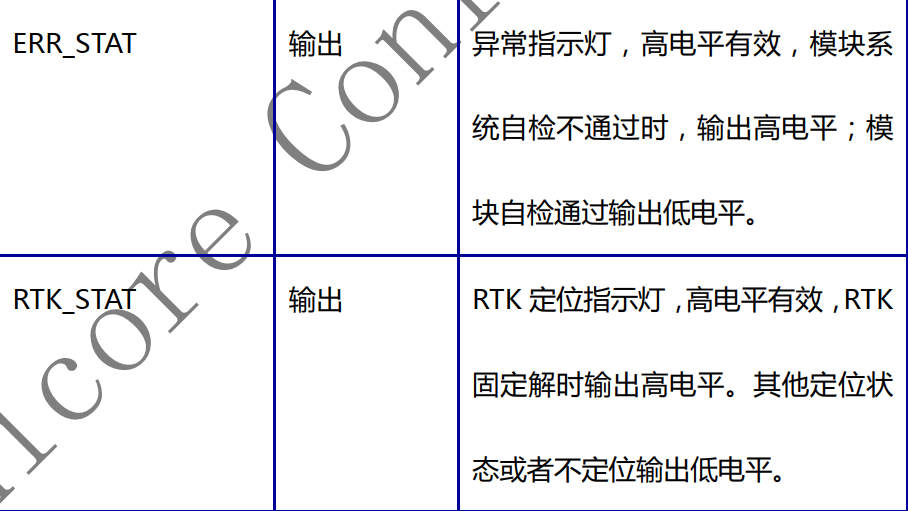 ERR_STAT 输出 异常指示灯，高电平有效，模块系
统自检不通过时，输出高电平；模
块自检通过输出低电平。
RTK_STAT 输出 RTK 定位指示灯，高电平有效，RTK
固定解时输出高电平。其他定位状
态或者不定位输出低电平。